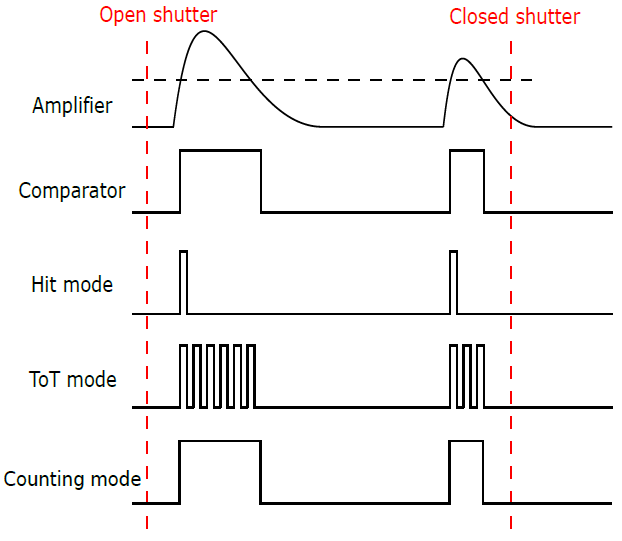 Open shutter
Closed shutter
Amplifier
Comparator
Hit mode
ToT mode
Counting mode